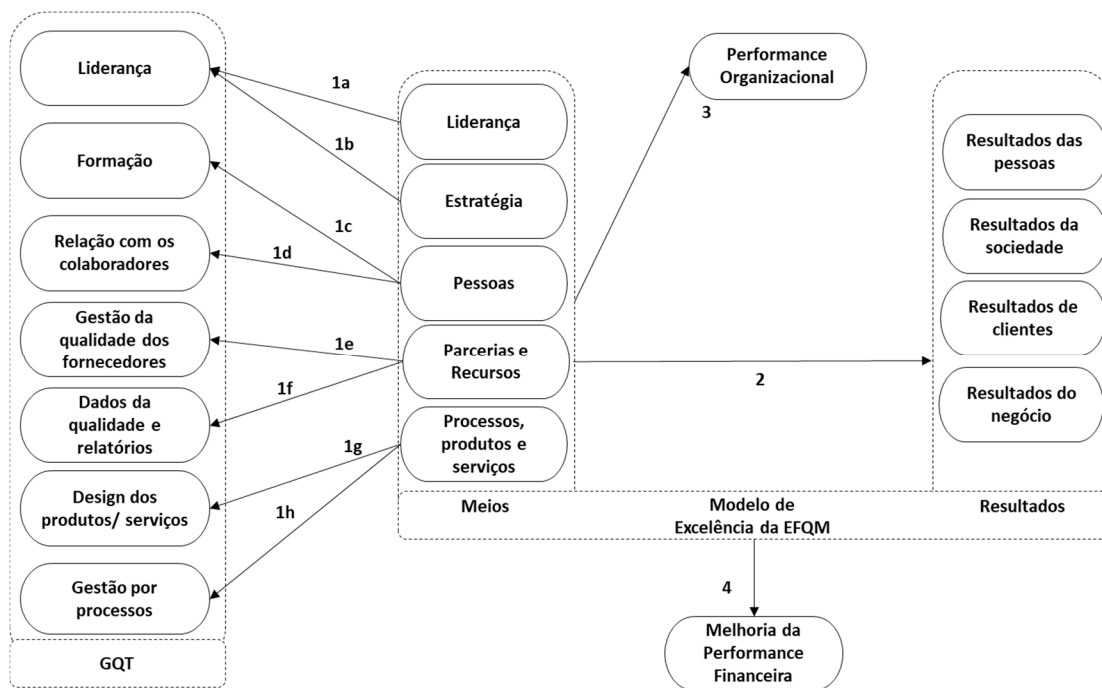 Liderança
Formação
Relação com os
colaboradores
Gestão da
qualidade dos
fornecedores
Dados da
qualidade e
relatórios
Design dos
produtos/ serviços
Gestão por
processos
GQT
1a
1b
1c
1d
1e
1f
1g
1h
Liderança
Estratégia
Pessoas
Parcerias e
Recursos
Processos,
produtos e
serviços
Meios
Modelo de
Excelência da EFQM
Resultados
Performance
Organizacional
3
2
4
Melhoria da
Performance
Financeira
Resultados das
pessoas
Resultados da
sociedade
Resultados de
clientes
Resultados do
negócio